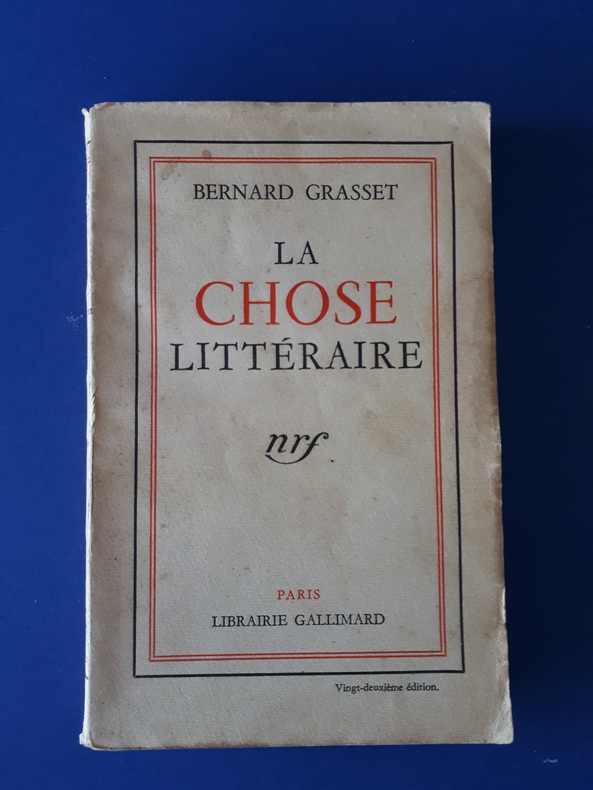 BERNARD GRASSET
LA
CHOSE
LITTÉRAIRE
nrf
PARIS
LIBRAIRIE GALLIMARD
Vingt-deuxième édition.